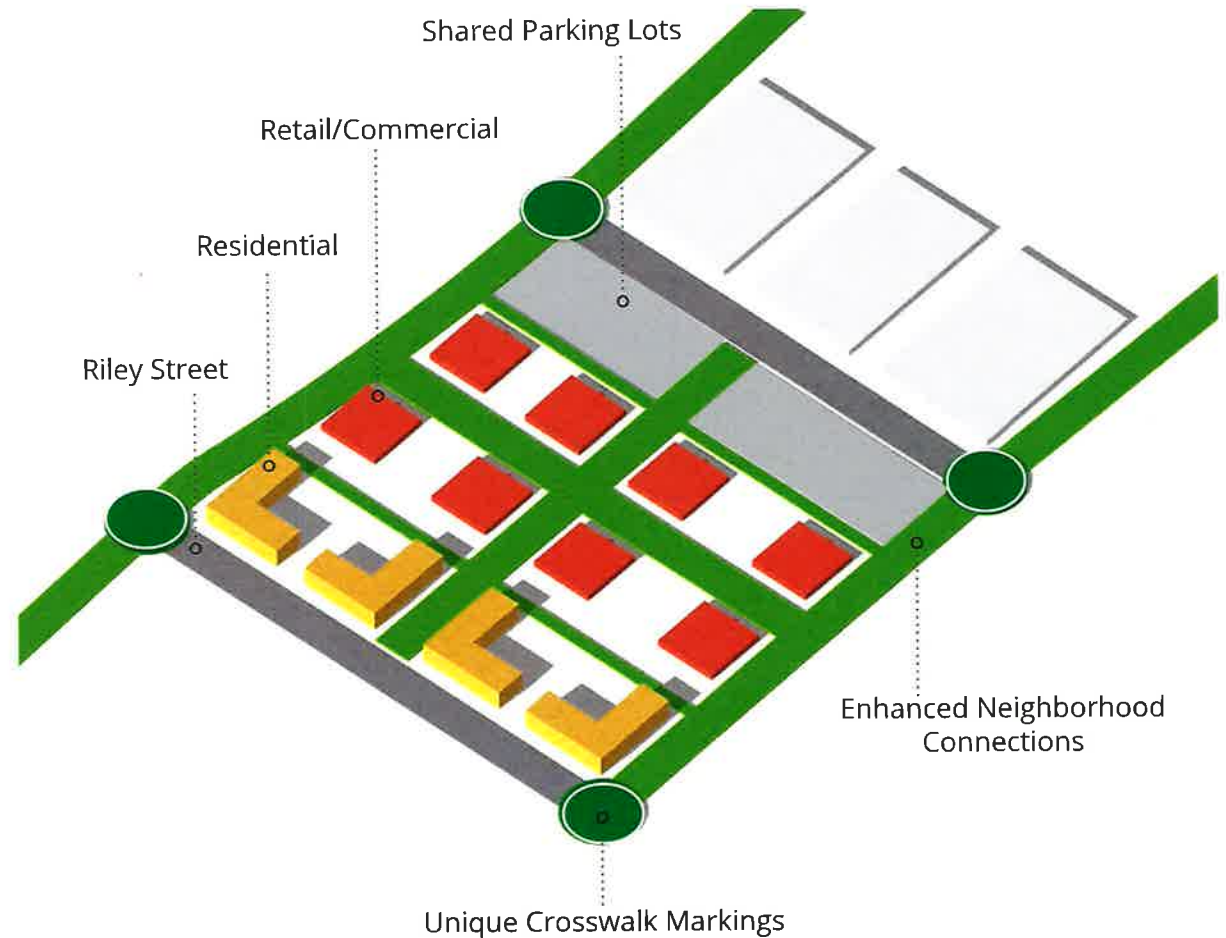 Shared Parking Lots
Retail/Commercial
Residential
Riley Street
Enhanced Neighborhood
Connections
Unique Crosswalk Markings